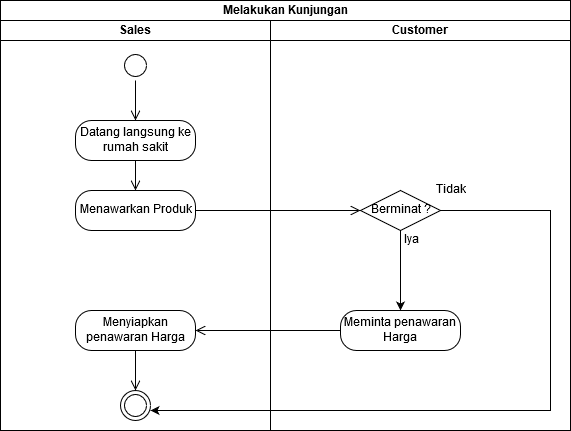 Melakukan Kunjungan
Sales
Customer
Datang langsung ke
rumah sakit
Menawarkan Produk
Berminat ?
Tidak
Iya
Menyiapkan
penawaran Harga
Meminta penawaran
Harga